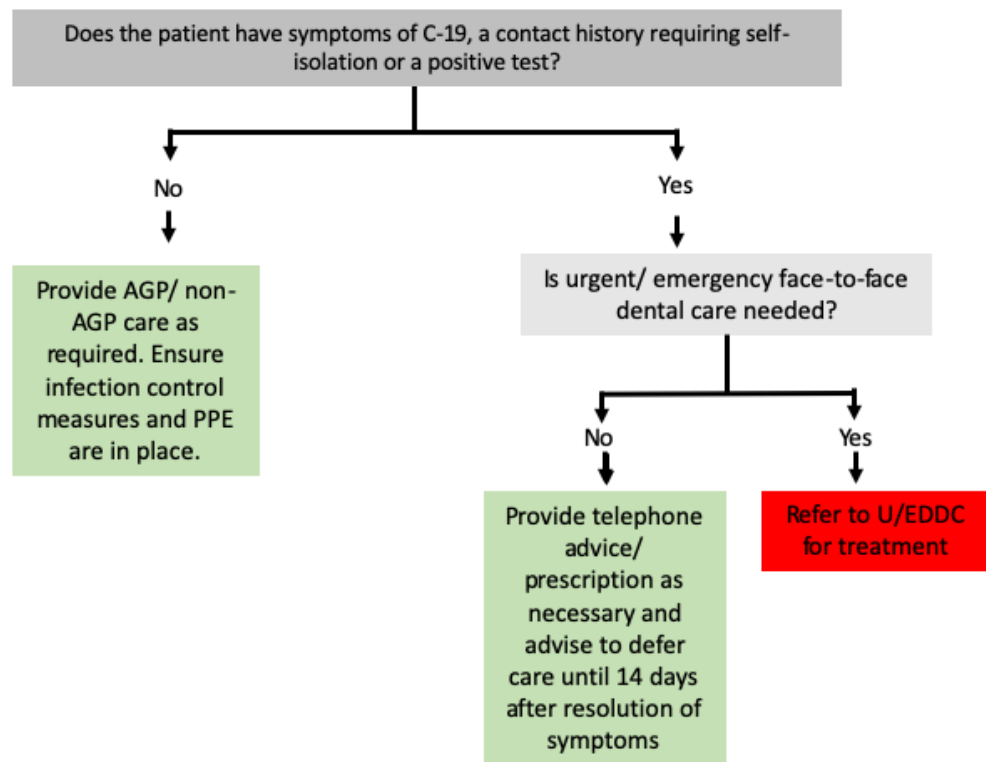 Does the patient have symptoms of C-19, a contact history requiring self-
isolation or a positive test?
No
Yes
Provide AGP/ non-
AGP care as
required. Ensure
infection control
measures and PPE
are in place.
Is urgent/ emergency face-to-face
dental care needed?
No
Yes
Provide telephone
advice/
prescription as
necessary and
advise to defer
care until 14 days
after resolution of
symptoms
Refer to U/EDDC
for treatment